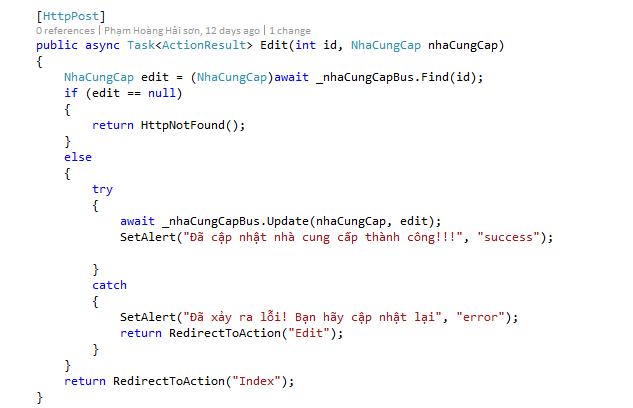 [HttpPost]
0 references | Phạm Hoàng Hải sơn, 12 days ago | 1 change
public async Task<ActionResult> Edit(int id, NhaCungCap nhaCungCap)
{
NhaCungCap edit = (NhaCungCap)await _nhaCungCapBus.Find(id);
if (edit == null)
{
return HttpNotFound();
}
else
{
try
{
await _nhaCungCapBus.Update(nhaCungCap, edit);
SetAlert("Đã cập nhật nhà cung cấp thành công!!!", "success");
}
catch
{
SetAlert("Đã xảy ra lỗi! Bạn hãy cập nhật lại", "error");
return RedirectToAction("Edit");
}
}
return RedirectToAction("Index");
}